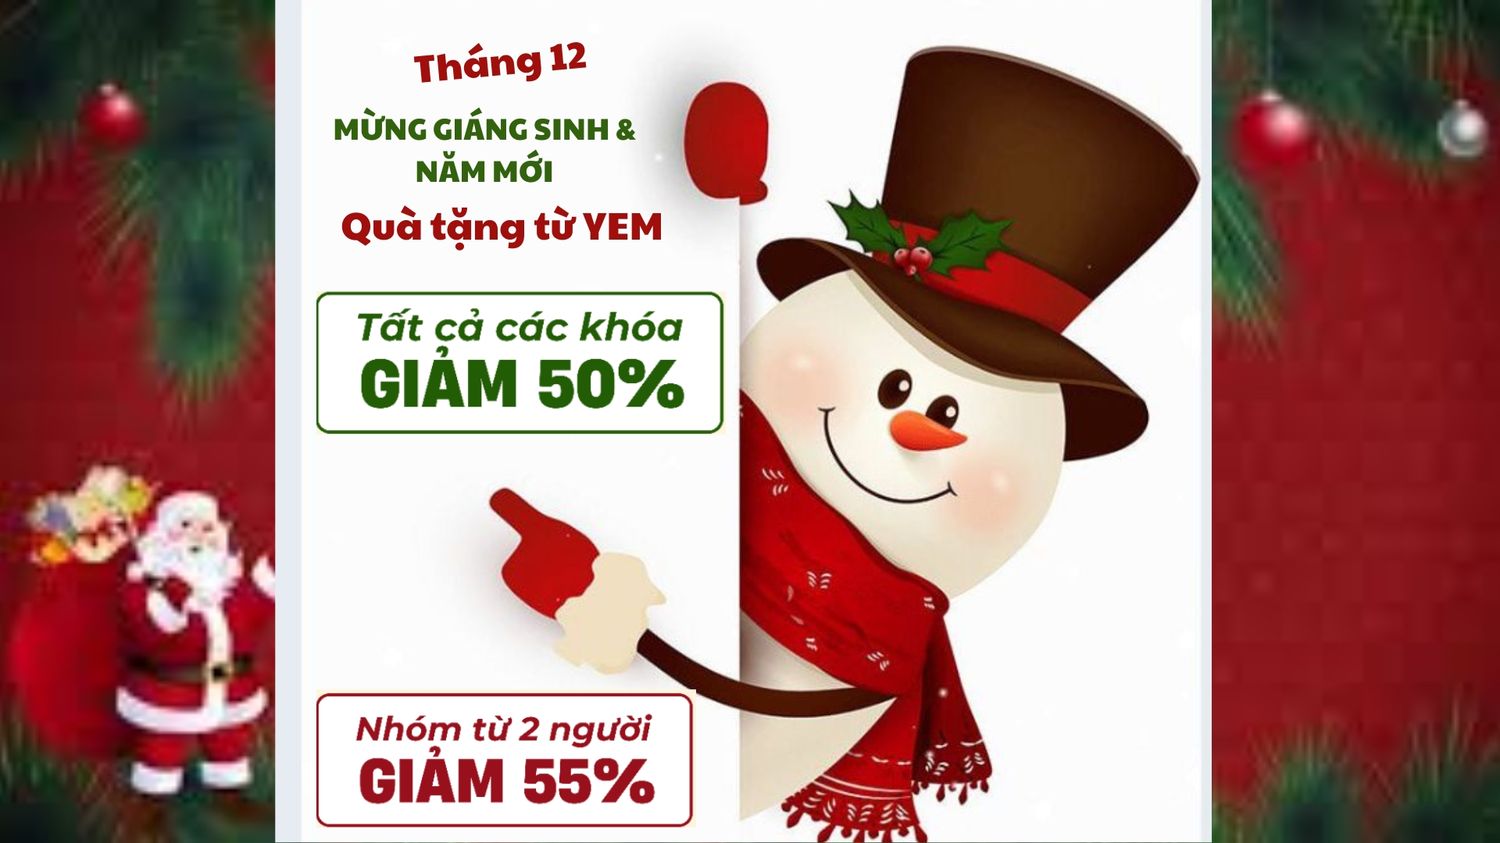 Tháng 12
MỪNG GIÁNG SINH &
NĂM MỚI
Quà tặng từ YEM
Tất cả các khóa
GIẢM 50%
Nhóm từ 2 người
GIẢM 55%